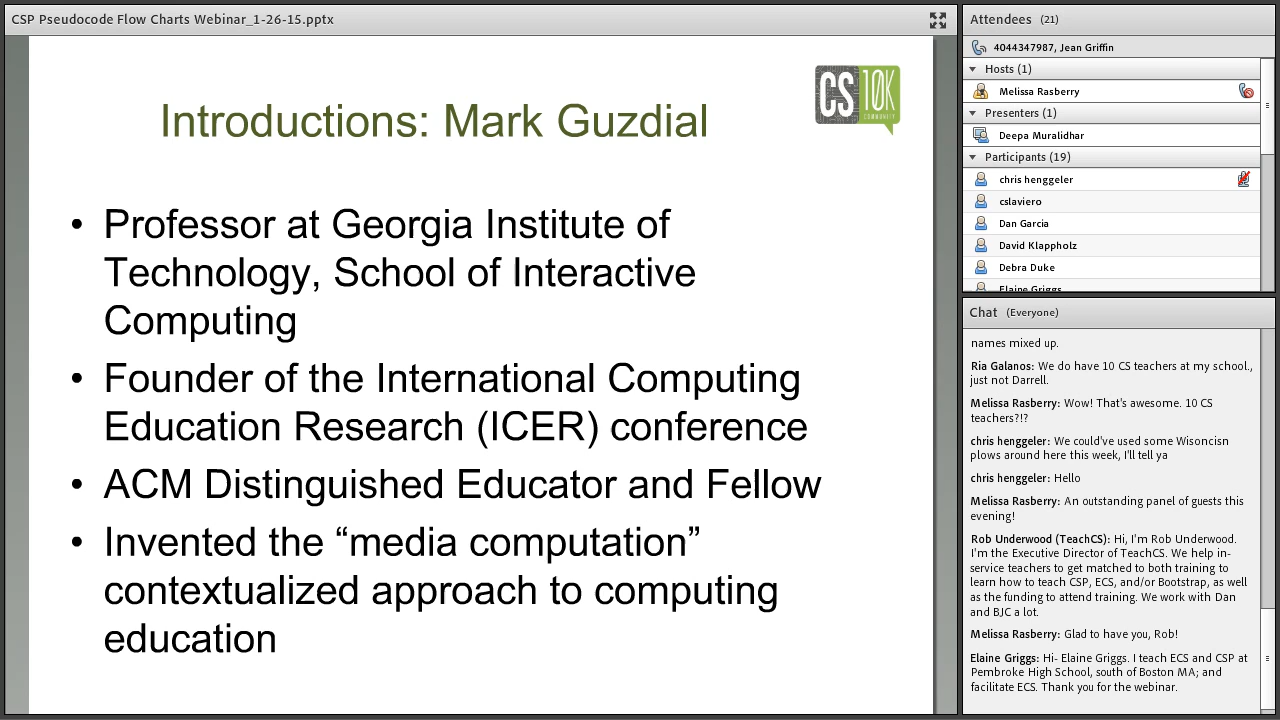 CSP Pseudocode Flow Charts Webinar_1-26-15.pptx
CS 10K
COMMUNITY
Introductions: Mark Guzdial
• Professor at Georgia Institute of
Technology, School of Interactive
Computing
• Founder of the International Computing
Education Research (ICER) conference
• ACM Distinguished Educator and Fellow
• Invented the “media computation”
contextualized approach to computing
education
Attendees (21)
4044347987, Jean Griffin
Hosts (1)
Melissa Rasberry
Presenters (1)
Deepa Muralidhar
Participants (19)
chris henggeler
cslaviero
Dan Garcia
David Klappholz
Debra Duke
Elaine Griggs
Chat (Everyone)
names mixed up.
Ria Galanos: We do have 10 CS teachers at my school.,
just not Darrell.
Melissa Rasberry: Wow! That's awesome. 10 CS
teachers?!?
chris henggeler: We could've used some Wisoncisn
plows around here this week, I'll tell ya
chris henggeler: Hello
Melissa Rasberry: An outstanding panel of guests this
evening!
Rob Underwood (TeachCS): Hi, I'm Rob Underwood.
I'm the Executive Director of TeachCS. We help in-
service teachers to get matched to both training to
learn how to teach CSP, ECS, and/or Bootstrap, as well
as the funding to attend training. We work with Dan
and BJC a lot.
Melissa Rasberry: Glad to have you, Rob!
Elaine Griggs: Hi- Elaine Griggs. I teach ECS and CSP at
Pembroke High School, south of Boston MA; and
facilitate ECS. Thank you for the webinar.